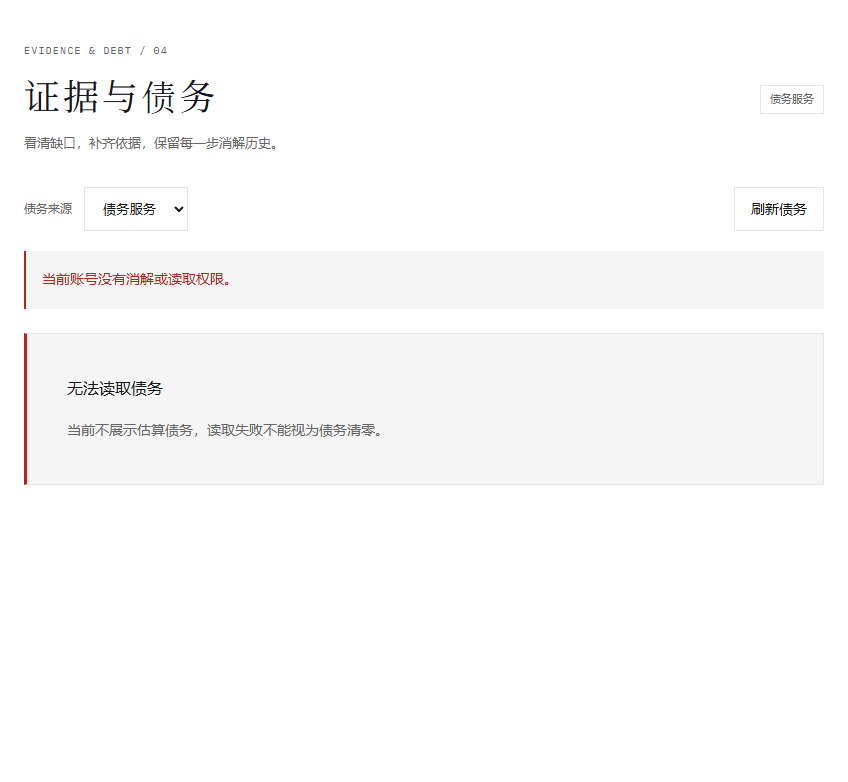 EVIDENCE & DEBT / 04
证据与债务
债务服务
看清缺口，补齐依据，保留每一步消解历史。
债务来源
债务服务
刷新债务
当前账号没有消解或读取权限。
无法读取债务
当前不展示估算债务，读取失败不能视为债务清零。